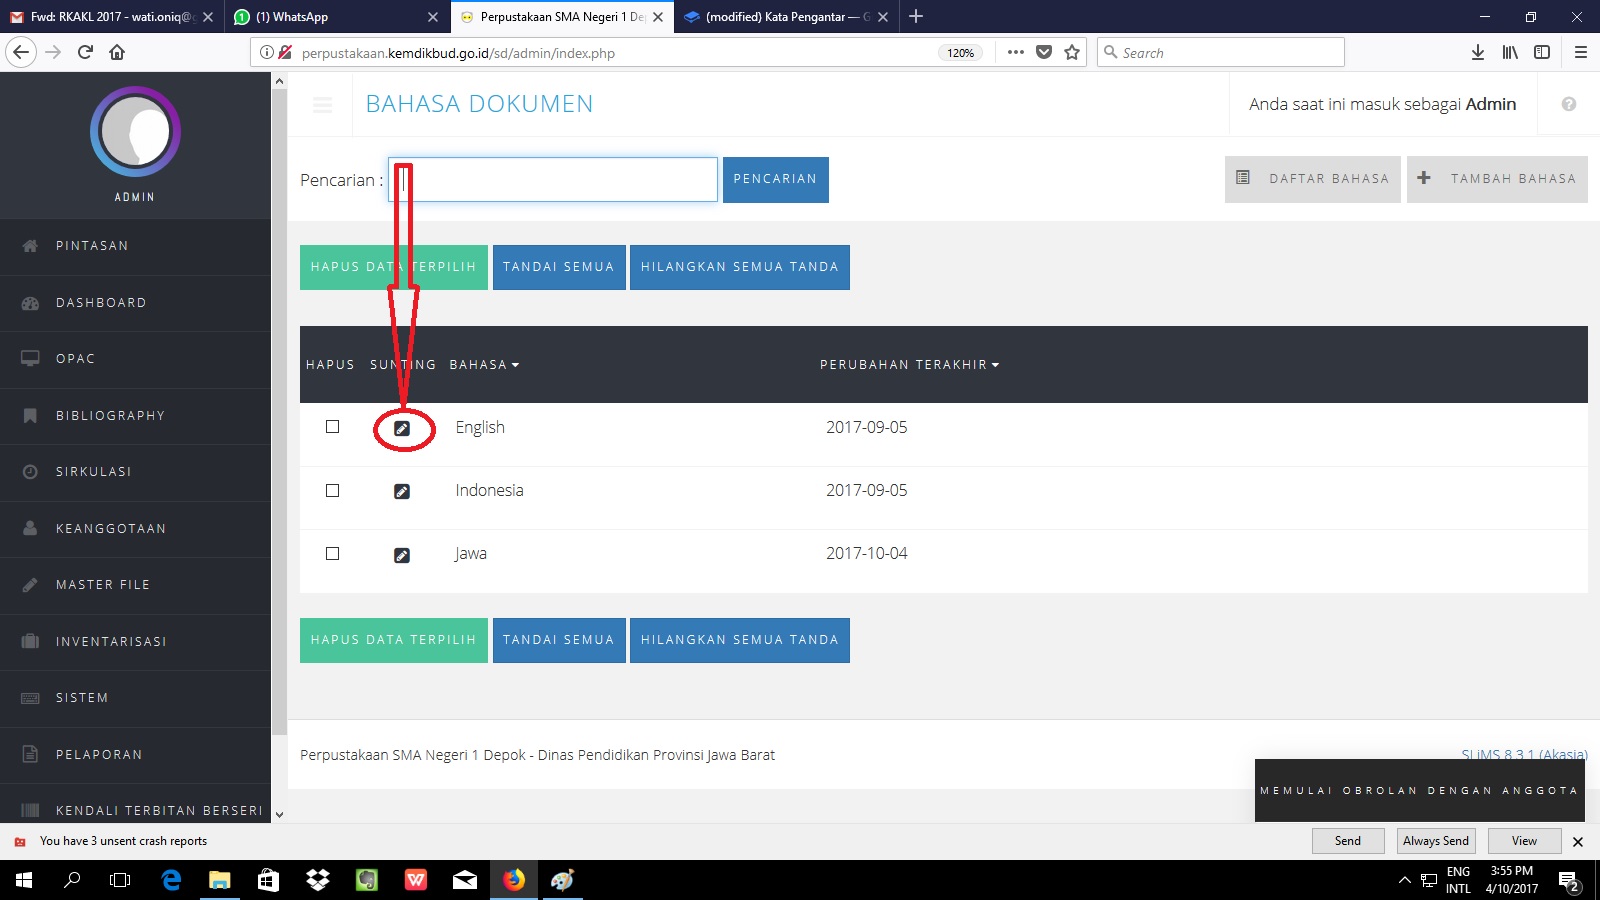 Fwd: RKAKL 2017 - wati.oniq@g
(1) WhatsApp
Perpustakaan SMA Negeri 1 De
(modified) Kata Pengantar — G
perpustakaan.kemdikbud.go.id/sd/admin/index.php
120%
Search
ADMIN
PINTASAN
DASHBOARD
OPAC
BIBLIOGRAPHY
SIRKULASI
KEANGGOTAAN
MASTER FILE
INVENTARISASI
SISTEM
PELAPORAN
KENDALI TERBITAN BERSERI
BAHASA DOKUMEN
Anda saat ini masuk sebagai Admin
Pencarian :
PENCARIAN
DAFTAR BAHASA
TAMBAH BAHASA
HAPUS DATA TERPILIH
TANDAI SEMUA
HILANGKAN SEMUA TANDA
HAPUS SUNTING BAHASA PERUBAHAN TERAKHIR
English 2017-09-05
Indonesia 2017-09-05
Jawa 2017-10-04
HAPUS DATA TERPILIH
TANDAI SEMUA
HILANGKAN SEMUA TANDA
Perpustakaan SMA Negeri 1 Depok - Dinas Pendidikan Provinsi Jawa Barat
SLiMS 8.3.1 (Akasia)
MEMULAI OBROLAN DENGAN ANGGOTA
You have 3 unsent crash reports
Send
Always Send
View
ENG
INTL
3:55 PM
4/10/2017
2